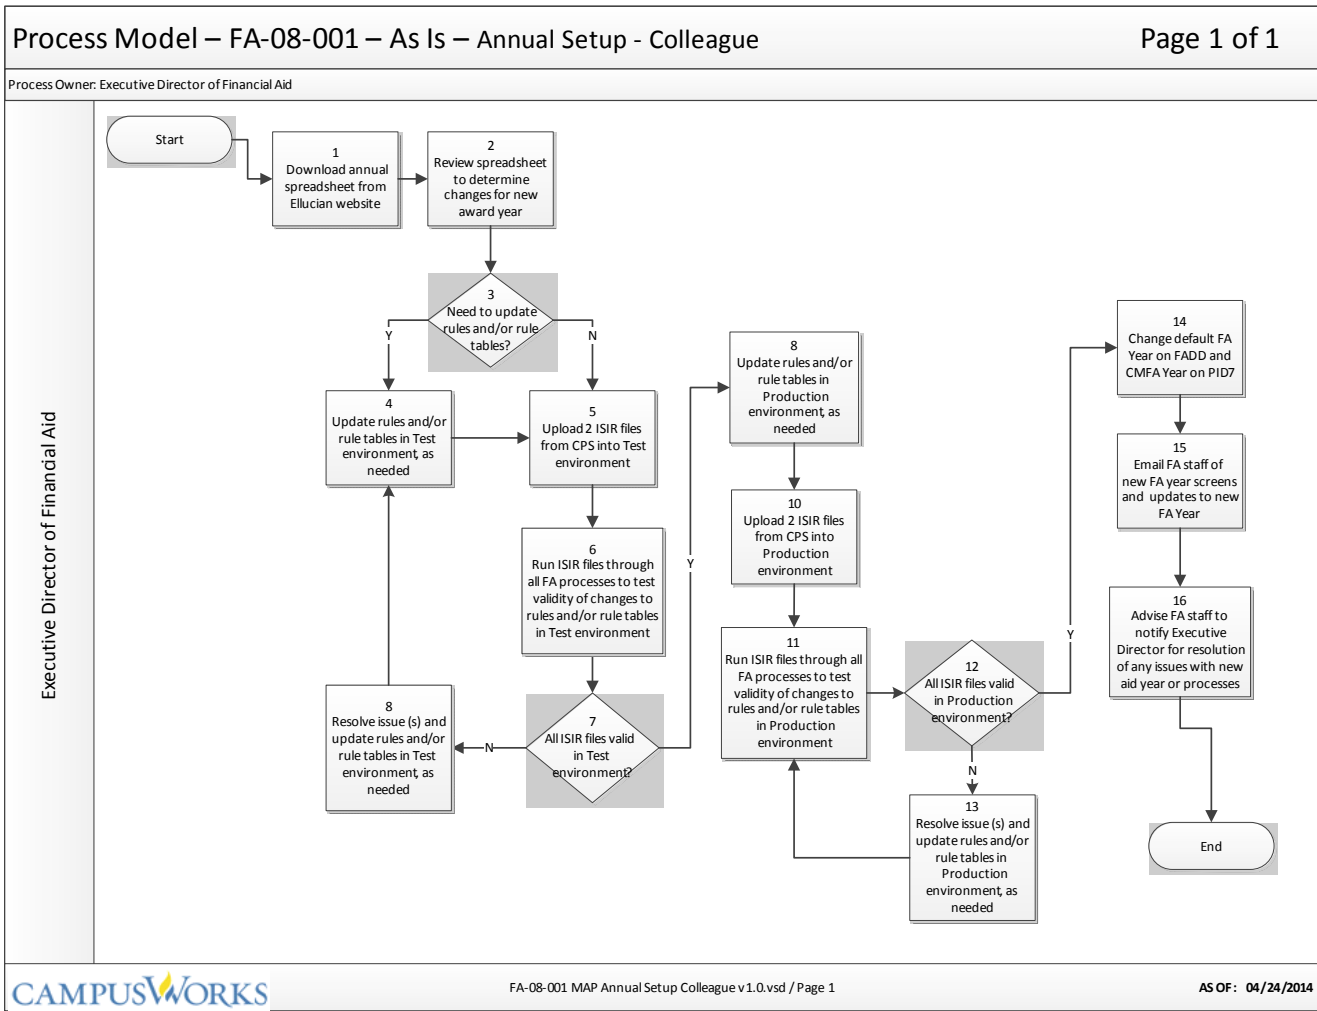 Process Model – FA-08-001 – As Is – Annual Setup - Colleague
Page 1 of 1
Process Owner: Executive Director of Financial Aid
Executive Director of Financial Aid
Start
1
Download annual
spreadsheet from
Ellucian website
2
Review spreadsheet
to determine
changes for new
award year
3
Need to update
rules and/or rule
tables?
Y
N
4
Update rules and/or
rule tables in Test
environment, as
needed
5
Upload 2 ISIR files
from CPS into Test
environment
6
Run ISIR files through
all FA processes to test
validity of changes to
rules and/or rule tables
in Test environment
7
All ISIR files valid
in Test
environment?
N
Y
8
Resolve issue (s) and
update rules and/or
rule tables in Test
environment, as
needed
8
Update rules and/or
rule tables in
Production
environment, as
needed
10
Upload 2 ISIR files
from CPS into
Production
environment
11
Run ISIR files through all
FA processes to test
validity of changes to
rules and/or rule tables
in Production
environment
12
All ISIR files valid
in Production
environment?
N
Y
13
Resolve issue (s) and
update rules and/or
rule tables in
Production
environment, as
needed
14
Change default FA
Year on FADD and
CMFA Year on PID7
15
Email FA staff of
new FA year screens
and updates to new
FA Year
16
Advise FA staff to
notify Executive
Director for resolution
of any issues with new
aid year or processes
End
CAMPUSWORKS
FA-08-001 MAP Annual Setup Colleague v1.0.vsd / Page 1
AS OF: 04/24/2014